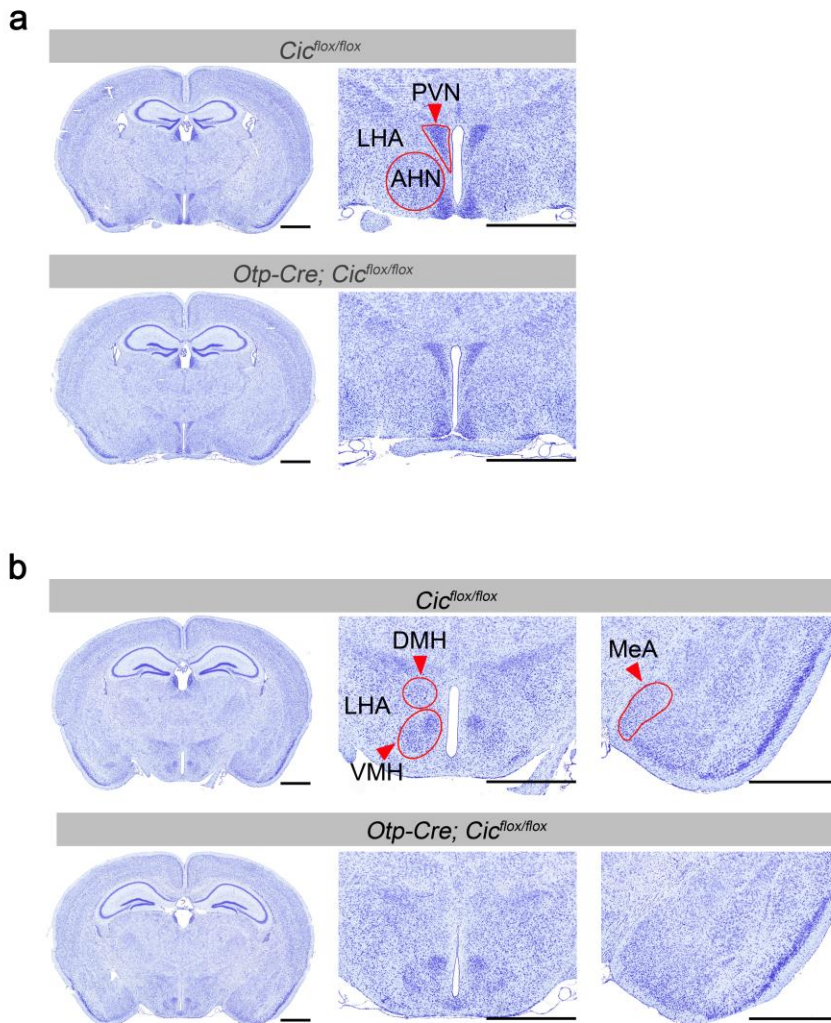 a
Cic^flox/flox
PVN
LHA
AHN
Otp-Cre; Cic^flox/flox
b
Cic^flox/flox
DMH
MeA
LHA
VMH
Otp-Cre; Cic^flox/flox